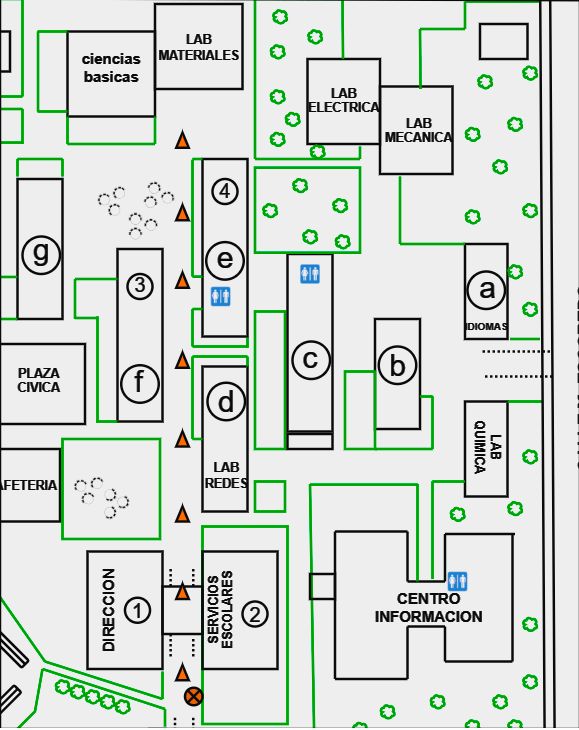 ciencias
basicas
LAB
MATERIALES
LAB
ELECTRICA
LAB
MECANICA
4
g
e
3
a
IDIOMAS
c
b
PLAZA
CIVICA
f
d
LAB
REDES
LAB
QUIMICA
AFETERIA
DIRECCION
1
SERVICIOS
ESCOLARES
2
CENTRO
INFORMACION